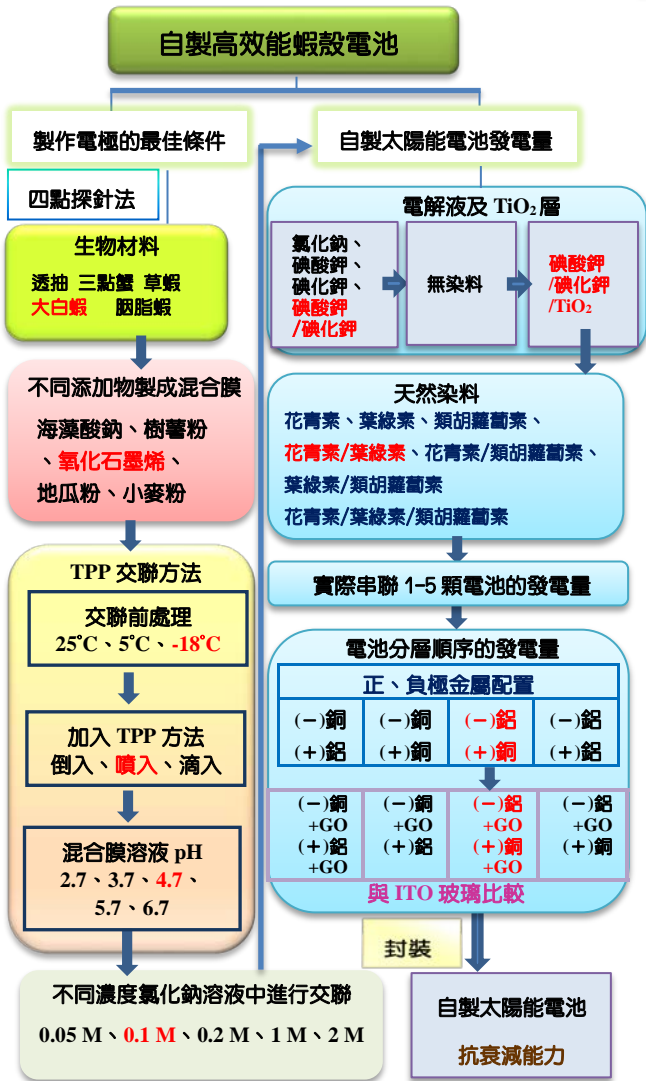 自製高效能蝦殼電池
製作電極的最佳條件
四點探針法
生物材料
透抽 三點蟹 草蝦
大白蝦 胭脂蝦
不同添加物製成混合膜
海藻酸鈉、樹薯粉
、氧化石墨烯、
地瓜粉、小麥粉
TPP 交聯方法
交聯前處理
25℃、5℃、-18℃
加入 TPP 方法
倒入、噴入、滴入
混合膜溶液 pH
2.7、3.7、4.7、
5.7、6.7
不同濃度氯化鈉溶液中進行交聯
0.05 M、0.1 M、0.2 M、1 M、2 M
自製太陽能電池發電量
電解液及 TiO₂ 層
氯化鈉、
碘酸鉀、
碘化鉀、
碘酸鉀
/碘化鉀
無染料
碘酸鉀
/碘化鉀
/TiO₂
天然染料
花青素、葉綠素、類胡蘿蔔素、
花青素/葉綠素、花青素/類胡蘿蔔素、
葉綠素/類胡蘿蔔素
花青素/葉綠素/類胡蘿蔔素
實際串聯 1-5 顆電池的發電量
電池分層順序的發電量
正、負極金屬配置
(－)銅 (－)銅 (－)鋁 (－)鋁
(＋)鋁 (＋)銅 (＋)銅 (＋)鋁
(－)銅 (－)銅 (－)鋁 (－)鋁
+GO +GO +GO +GO
(＋)鋁 (＋)鋁 (＋)銅 (＋)銅
+GO +GO
與 ITO 玻璃比較
封裝
自製太陽能電池
抗衰減能力